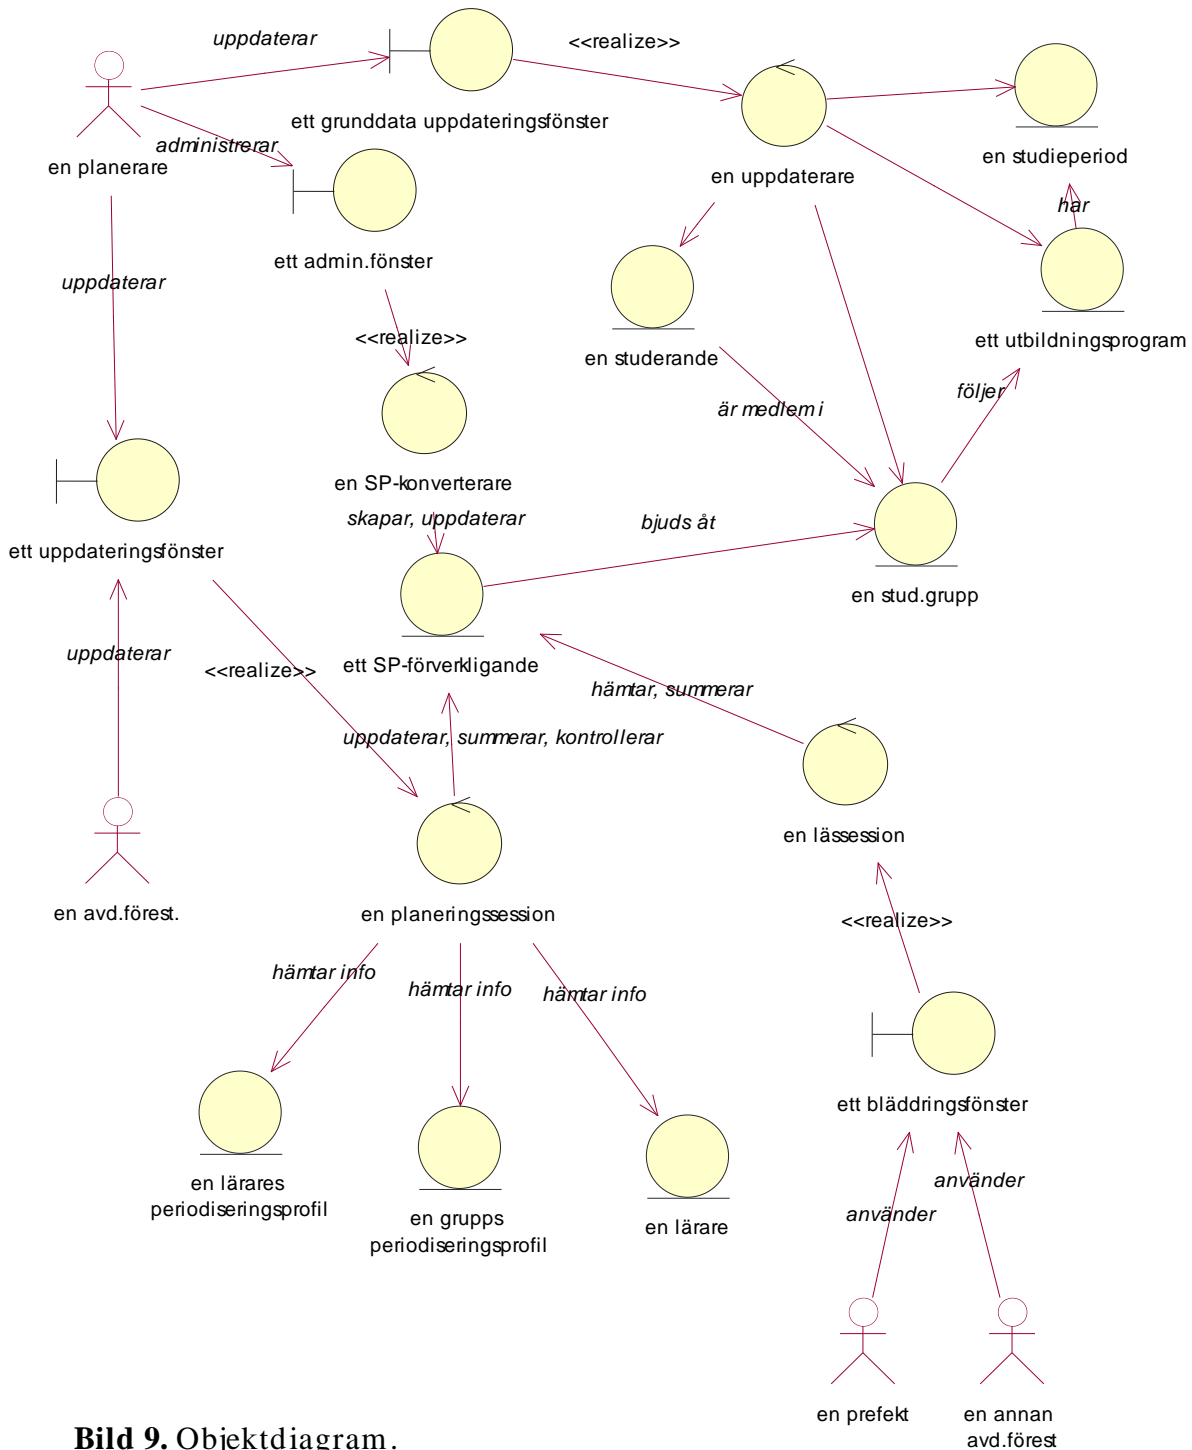 uppdaterar
<<realize>>
ett grunddata uppdateringsfönster
administrerar
en planerare
en studieperiod
en uppdaterare
har
ett admin.fönster
uppdaterar
<<realize>>
en studerande
ett utbildningsprogram
följer
är medlem i
en SP-konverterare
skapar, uppdaterar
bjuds åt
ett uppdateringsfönster
en stud.grupp
uppdaterar
<<realize>>
ett SP-förverkligande
hämtar, summerar
uppdaterar, summerar, kontrollerar
en lässession
en avd.förest.
en planeringssession
<<realize>>
hämtar info
hämtar info
hämtar info
ett bläddringsfönster
en lärares
periodiseringsprofil
en grupps
periodiseringsprofil
en lärare
använder
använder
en prefekt
en annan
avd.förest
Bild 9. Objektdiagram.